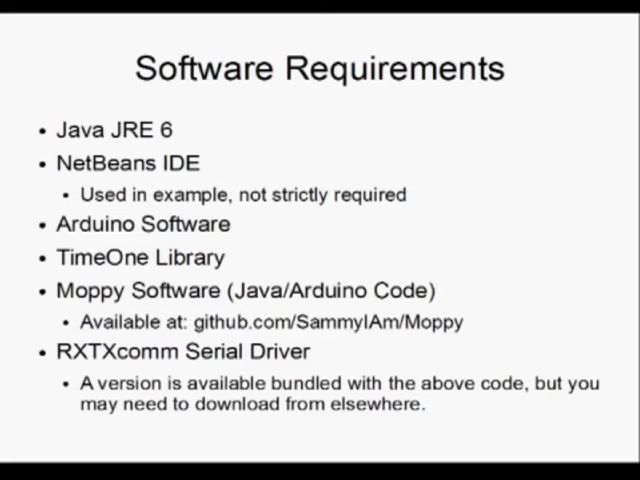 Software Requirements
• Java JRE 6
• NetBeans IDE
• Used in example, not strictly required
• Arduino Software
• TimeOne Library
• Moppy Software (Java/Arduino Code)
• Available at: github.com/SammyIAm/Moppy
• RXTXcomm Serial Driver
• A version is available bundled with the above code, but you
may need to download from elsewhere.